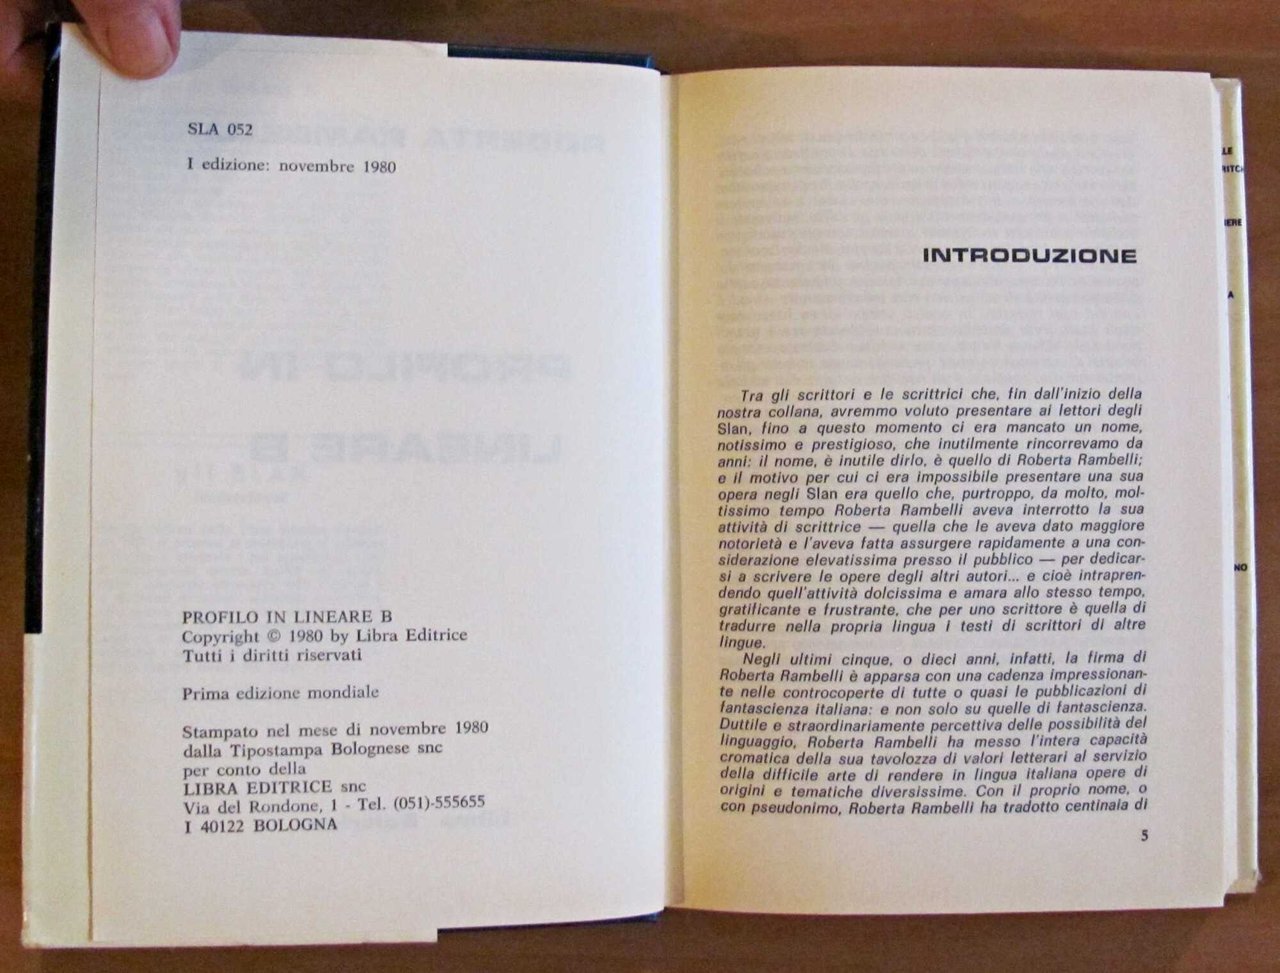 SLA 052
I edizione: novembre 1980
PROFILO IN LINEARE B
Copyright © 1980 by Libra Editrice
Tutti i diritti riservati
Prima edizione mondiale
Stampato nel mese di novembre 1980
dalla Tipostampa Bolognese snc
per conto della
LIBRA EDITRICE snc
Via del Rondone, 1 - Tel. (051)-555655
I 40122 BOLOGNA
INTRODUZIONE
Tra gli scrittori e le scrittrici che, fin dall'inizio della
nostra collana, avremmo voluto presentare ai lettori degli
Slan, fino a questo momento ci era mancato un nome,
notissimo e prestigioso, che inutilmente rincorrevamo da
anni: il nome, è inutile dirlo, è quello di Roberta Rambelli;
e il motivo per cui ci era impossibile presentare una sua
opera negli Slan era quello che, purtroppo, da molto, mol-
tissimo tempo Roberta Rambelli aveva interrotto la sua
attività di scrittrice — quella che le aveva dato maggiore
notorietà e l'aveva fatta assurgere rapidamente a una con-
siderazione elevatissima presso il pubblico — per dedicar-
si a scrivere le opere degli altri autori... e cioè intrapren-
dendo quell'attività dolcissima e amara allo stesso tempo,
gratificante e frustrante, che per uno scrittore è quella di
tradurre nella propria lingua i testi di scrittori di altre
lingue.
Negli ultimi cinque, o dieci anni, infatti, la firma di
Roberta Rambelli è apparsa con una cadenza impressionan-
te nelle controcoperte di tutte o quasi le pubblicazioni di
fantascienza italiana: e non solo su quelle di fantascienza.
Duttile e straordinariamente percettiva delle possibilità del
linguaggio, Roberta Rambelli ha messo l'intera capacità
cromatica della sua tavolozza di valori letterari al servizio
della difficile arte di rendere in lingua italiana opere di
origini e tematiche diversissime. Con il proprio nome, o
con pseudonimo, Roberta Rambelli ha tradotto centinaia di
5